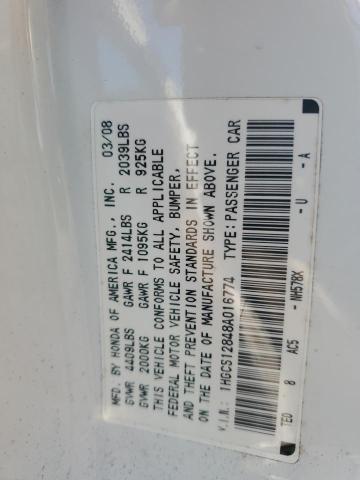 MFD. BY HONDA OF AMERICA MFG., INC. 03/08
GVWR 4409LBS GAWR F 2414LBS R 2039LBS
GVWR 2000KG GAWR F 1095KG R 925KG
THIS VEHICLE CONFORMS TO ALL APPLICABLE
FEDERAL MOTOR VEHICLE SAFETY, BUMPER,
AND THEFT PREVENTION STANDARDS IN EFFECT
ON THE DATE OF MANUFACTURE SHOWN ABOVE.
V.I.N.: 1HGCS12848A016774 TYPE: PASSENGER CAR
TE0 8 AC5 -NH578X -U -A